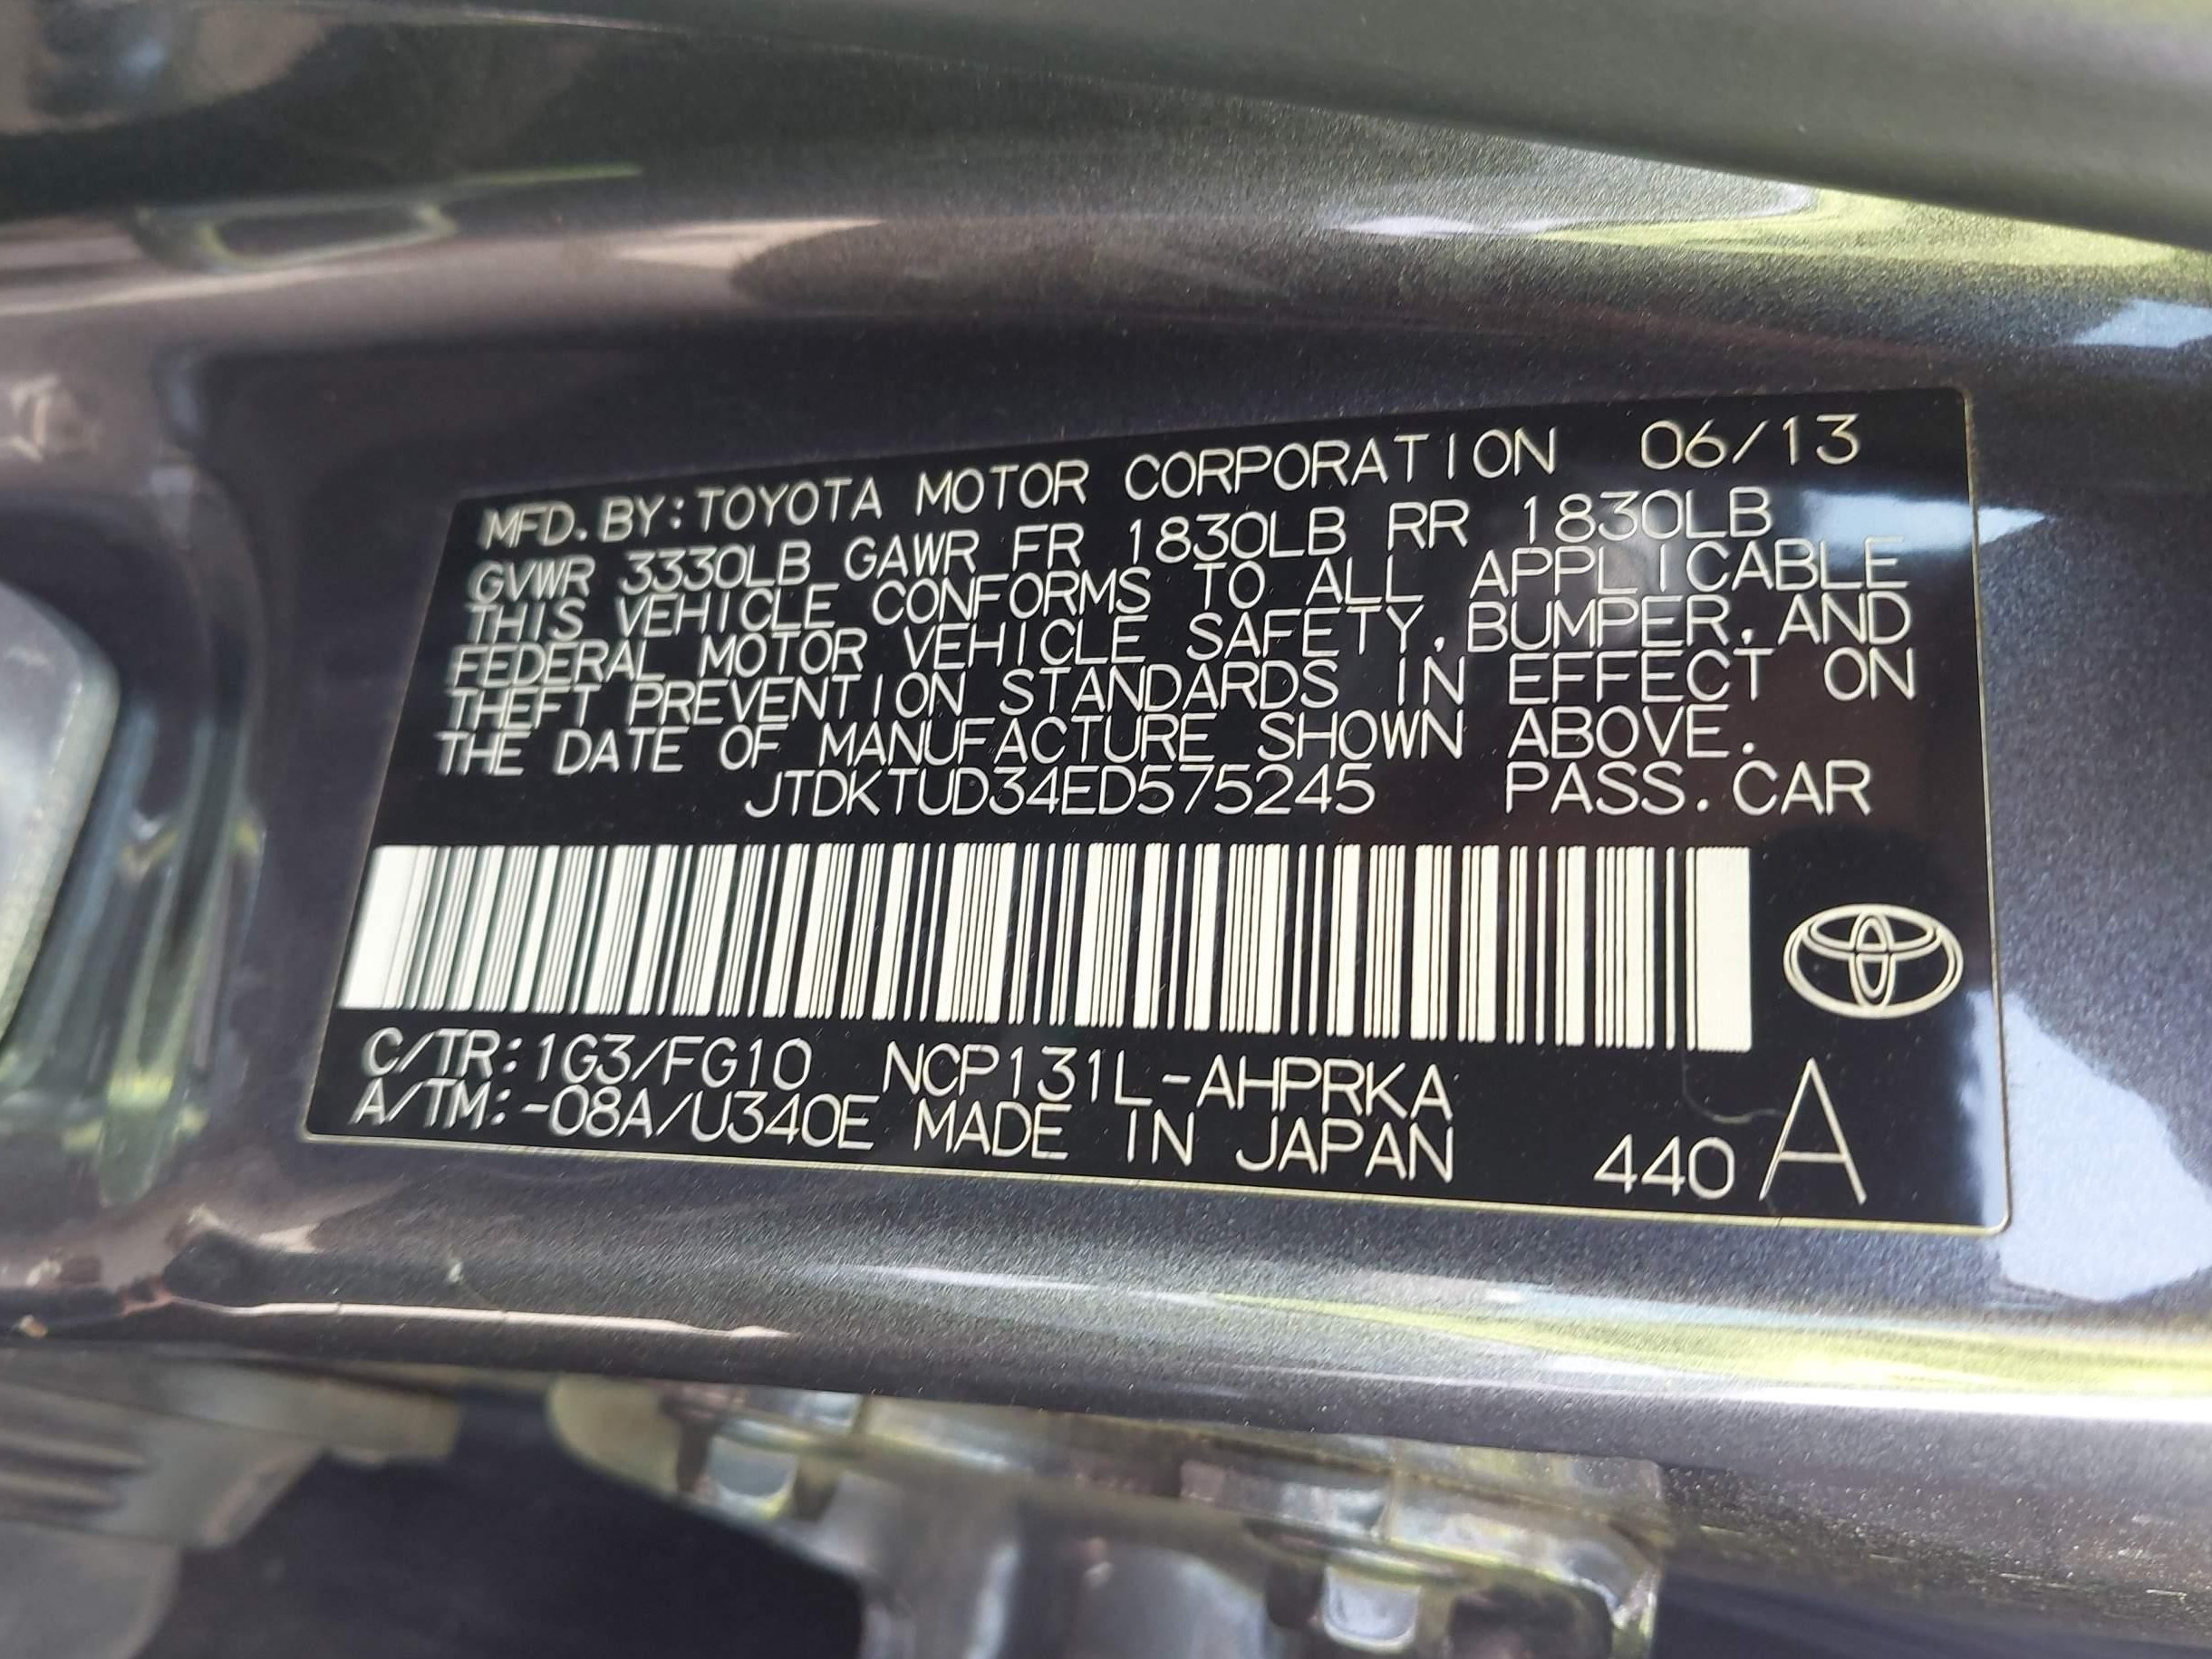 MFD. BY: TOYOTA MOTOR CORPORATION 06/13
GVWR 3330LB GAWR FR 1830LB RR 1830LB
THIS VEHICLE CONFORMS TO ALL APPLICABLE
FEDERAL MOTOR VEHICLE SAFETY, BUMPER, AND
THEFT PREVENTION STANDARDS IN EFFECT ON
THE DATE OF MANUFACTURE SHOWN ABOVE.
JTDKTUD34ED575245 PASS. CAR
C/TR: 1G3/FG10 NCP131L-AHPRKA
A/TM: -08A/U340E MADE IN JAPAN 440 A